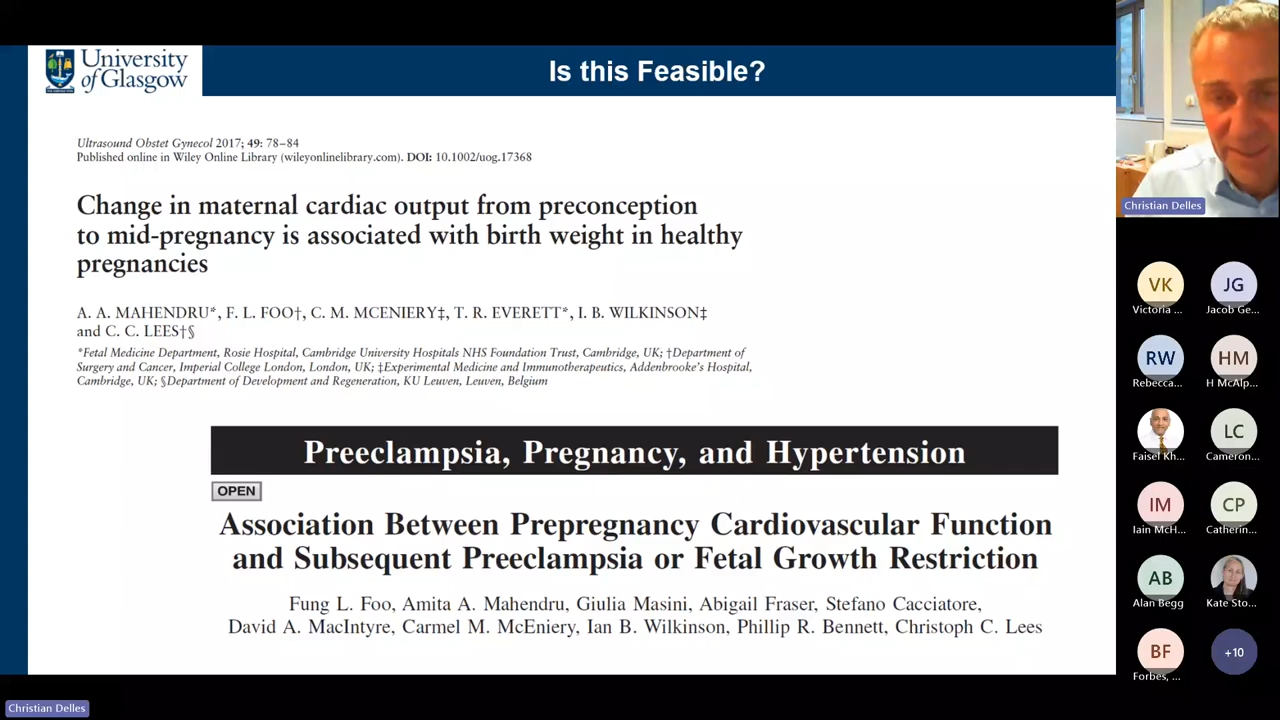 University
of Glasgow
Is this Feasible?
Ultrasound Obstet Gynecol 2017; 49: 78–84
Published online in Wiley Online Library (wileyonlinelibrary.com). DOI: 10.1002/uog.17368
Change in maternal cardiac output from preconception
to mid-pregnancy is associated with birth weight in healthy
pregnancies
A. A. MAHENDRU*, F. L. FOO†, C. M. MCENIERY‡, T. R. EVERETT*, I. B. WILKINSON‡
and C. C. LEES†§
*Fetal Medicine Department, Rosie Hospital, Cambridge University Hospitals NHS Foundation Trust, Cambridge, UK; †Department of
Surgery and Cancer, Imperial College London, London, UK; ‡Experimental Medicine and Immunotherapeutics, Addenbrooke's Hospital,
Cambridge, UK; §Department of Development and Regeneration, KU Leuven, Leuven, Belgium
Preeclampsia, Pregnancy, and Hypertension
OPEN
Association Between Prepregnancy Cardiovascular Function
and Subsequent Preeclampsia or Fetal Growth Restriction
Fung L. Foo, Amita A. Mahendru, Giulia Masini, Abigail Fraser, Stefano Cacciatore,
David A. MacIntyre, Carmel M. McEniery, Ian B. Wilkinson, Phillip R. Bennett, Christoph C. Lees
Christian Delles
VK
JG
Victoria ...
Jacob Ge...
RW
HM
Rebecca...
H McAlp...
LC
Faisel Kh...
Cameron...
IM
CP
Iain McH...
Catherin...
AB
Alan Begg
Kate Sto...
BF
+10
Forbes, ...
Christian Delles